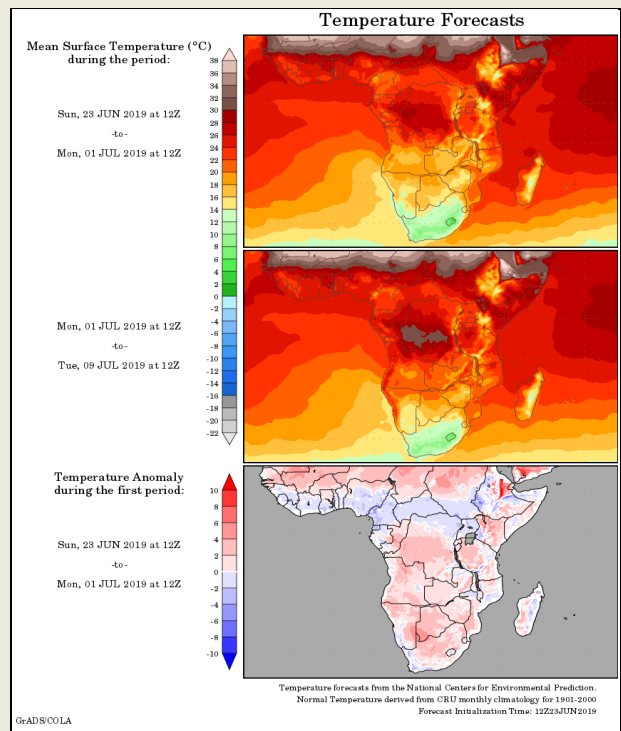 Temperature Forecasts
Mean Surface Temperature (°C)
during the period:
38
36
34
32
30
28
26
24
22
20
18
16
14
12
10
8
6
4
2
0
-2
-4
-6
-8
-10
-12
-14
-16
-18
-20
-22
Sun, 23 JUN 2019 at 12Z
-to-
Mon, 01 JUL 2019 at 12Z
Mon, 01 JUL 2019 at 12Z
-to-
Tue, 09 JUL 2019 at 12Z
Temperature Anomaly
during the first period:
10
8
6
4
2
0
-2
-4
-6
-8
-10
Sun, 23 JUN 2019 at 12Z
-to-
Mon, 01 JUL 2019 at 12Z
Temperature forecasts from the National Centers for Environmental Prediction.
Normal Temperature derived from CRU monthly climatology for 1901-2000
Forecast Initialization Time: 12Z23JUN2019
GrADS/COLA